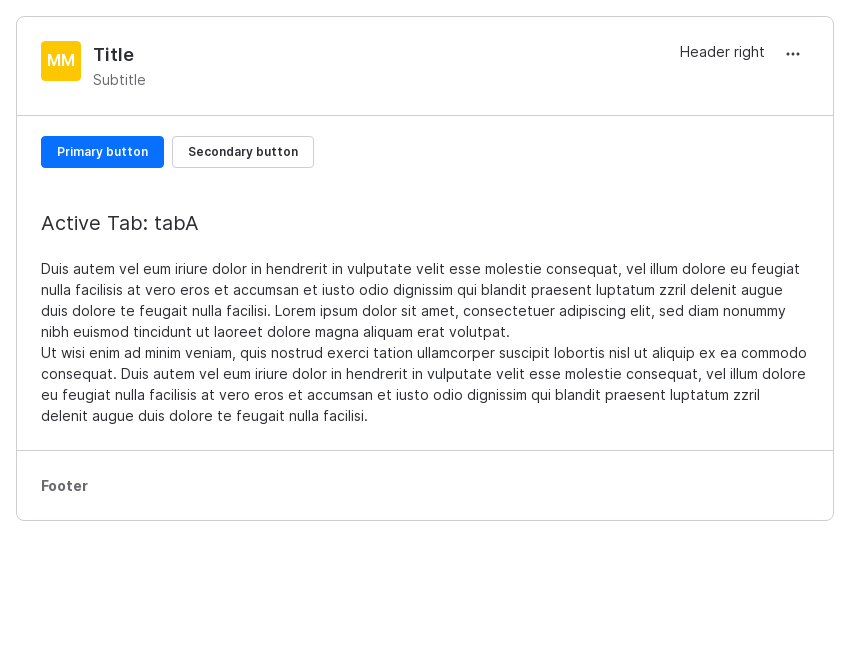 MM
Title
Subtitle
Header right
Primary button
Secondary button
Active Tab: tabA
Duis autem vel eum iriure dolor in hendrerit in vulputate velit esse molestie consequat, vel illum dolore eu feugiat
nulla facilisis at vero eros et accumsan et iusto odio dignissim qui blandit praesent luptatum zzril delenit augue
duis dolore te feugait nulla facilisi. Lorem ipsum dolor sit amet, consectetuer adipiscing elit, sed diam nonummy
nibh euismod tincidunt ut laoreet dolore magna aliquam erat volutpat.
Ut wisi enim ad minim veniam, quis nostrud exerci tation ullamcorper suscipit lobortis nisl ut aliquip ex ea commodo
consequat. Duis autem vel eum iriure dolor in hendrerit in vulputate velit esse molestie consequat, vel illum dolore
eu feugiat nulla facilisis at vero eros et accumsan et iusto odio dignissim qui blandit praesent luptatum zzril
delenit augue duis dolore te feugait nulla facilisi.
Footer